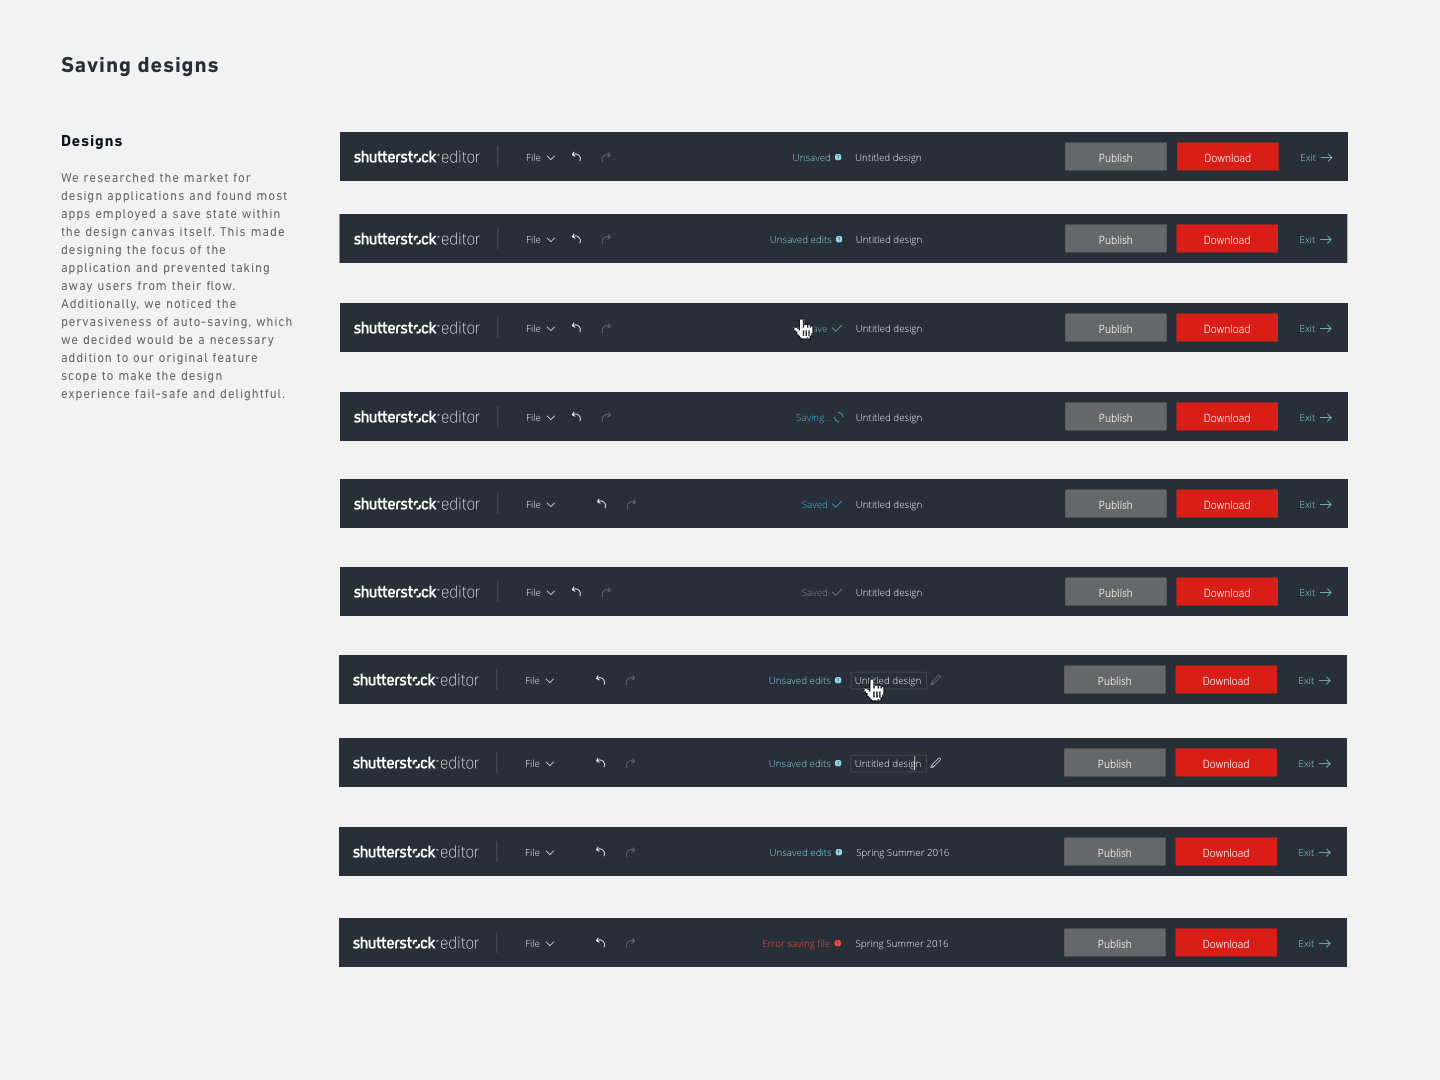 Saving designs
Designs
We researched the market for
design applications and found most
apps employed a save state within
the design canvas itself. This made
designing the focus of the
application and prevented taking
away users from their flow.
Additionally, we noticed the
pervasiveness of auto-saving, which
we decided would be a necessary
addition to our original feature
scope to make the design
experience fail-safe and delightful.
shutterstock editor File Unsaved Untitled design Publish Download Exit
shutterstock editor File Unsaved edits Untitled design Publish Download Exit
shutterstock editor File Untitled design Publish Download Exit
shutterstock editor File Saving... Untitled design Publish Download Exit
shutterstock editor File Saved Untitled design Publish Download Exit
shutterstock editor File Saved Untitled design Publish Download Exit
shutterstock editor File Unsaved edits Untitled design Publish Download Exit
shutterstock editor File Unsaved edits Untitled design Publish Download Exit
shutterstock editor File Unsaved edits Spring Summer 2016 Publish Download Exit
shutterstock editor File Error saving file Spring Summer 2016 Publish Download Exit